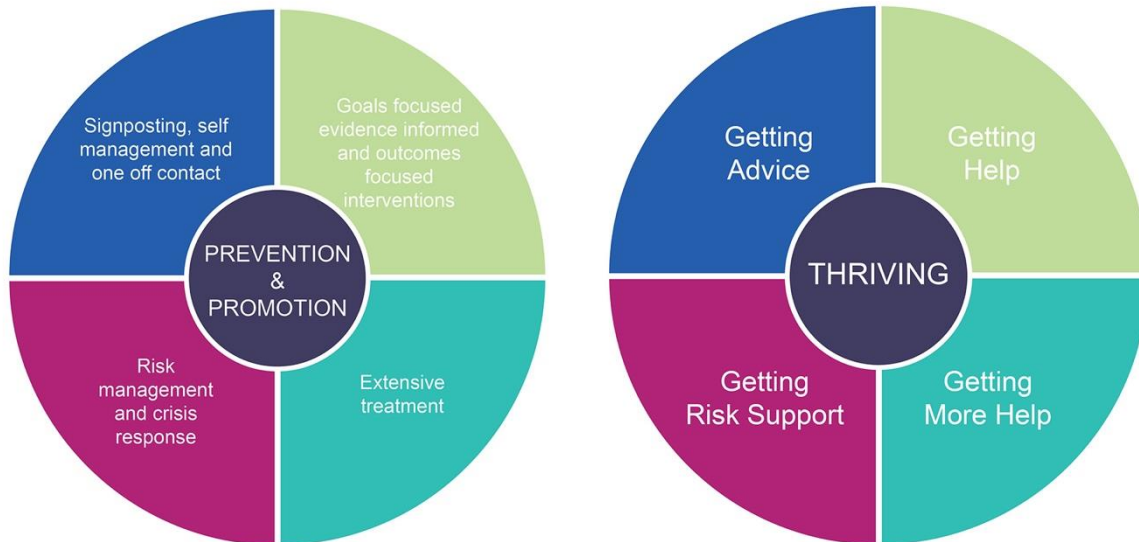 Signposting, self
management and
one off contact
Goals focused
evidence informed
and outcomes
focused
interventions
PREVENTION
&
PROMOTION
Risk
management
and crisis
response
Extensive
treatment
Getting
Advice
Getting
Help
THRIVING
Getting
Risk Support
Getting
More Help